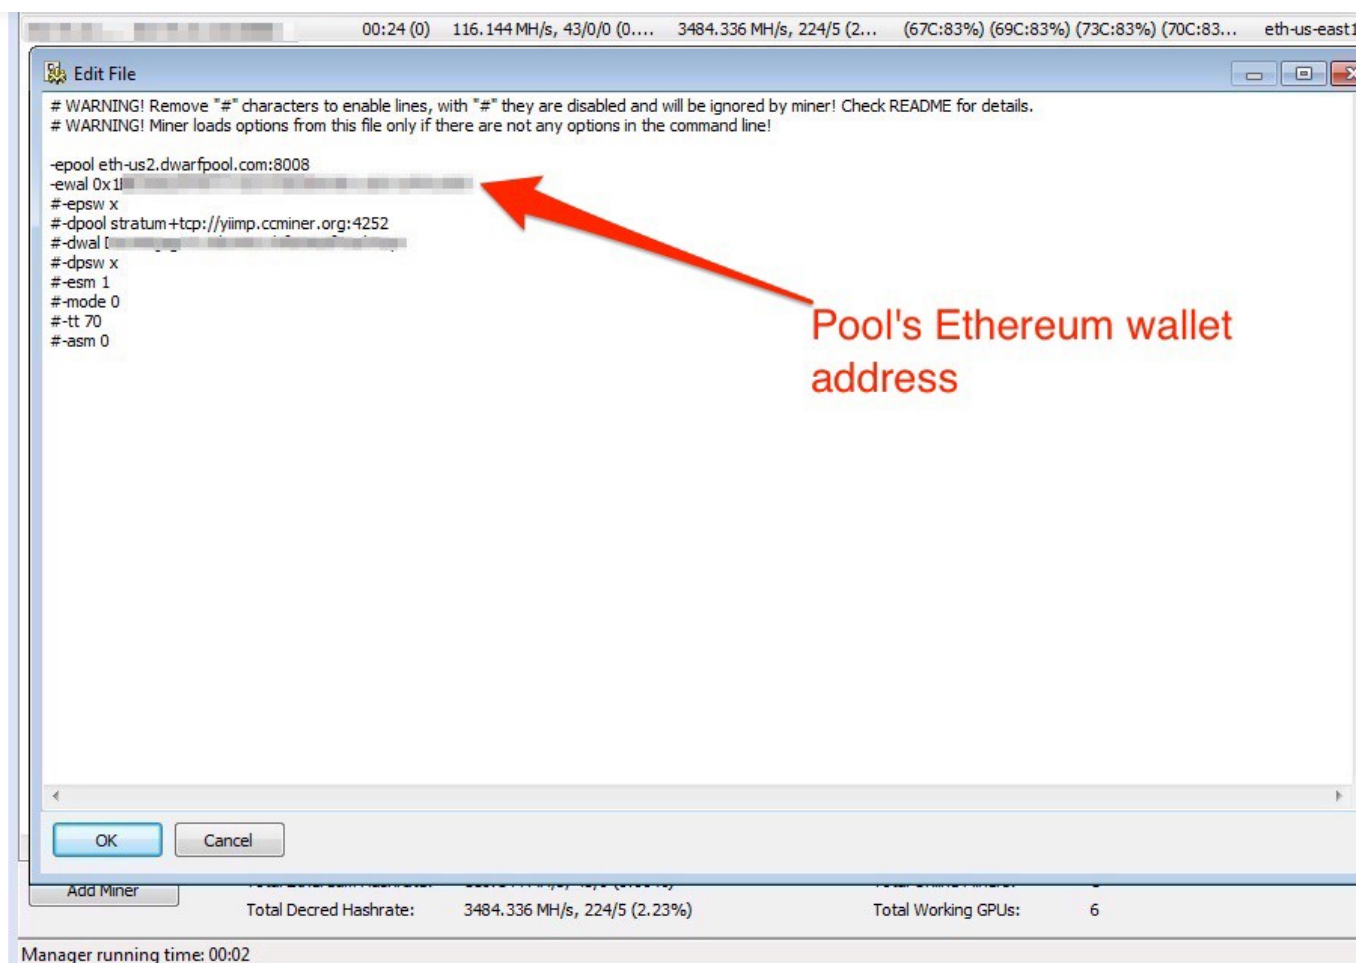 00:24 (0) 116.144 MH/s, 43/0/0 (0.... 3484.336 MH/s, 224/5 (2... (67C:83%) (69C:83%) (73C:83%) (70C:83... eth-us-east1
Edit File
# WARNING! Remove "#" characters to enable lines, with "#" they are disabled and will be ignored by miner! Check README for details.
# WARNING! Miner loads options from this file only if there are not any options in the command line!
-epool eth-us2.dwarfpool.com:8008
-ewal 0x1
#-epsw x
#-dpool stratum+tcp://yiimp.ccminer.org:4252
#-dwal
#-dpsw x
#-esm 1
#-mode 0
#-tt 70
#-asm 0
Pool's Ethereum wallet
address
OK Cancel
Add Miner
Total Decred Hashrate: 3484.336 MH/s, 224/5 (2.23%) Total Working GPUs: 6
Manager running time: 00:02